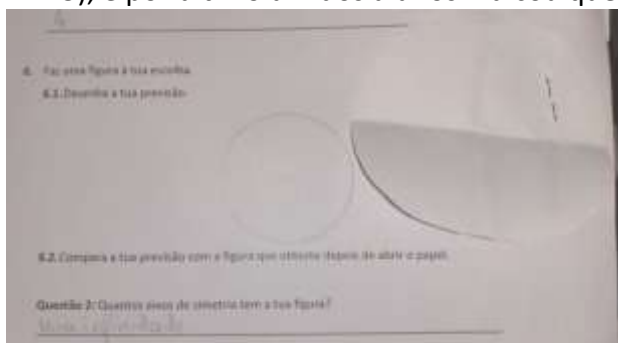 6. Faz uma figura à tua escolha.
6.1. Desenha a tua previsão.
6.2. Compara a tua previsão com a figura que obtiveste depois de abrir o papel.
Questão 2: Quantos eixos de simetria tem a tua figura?